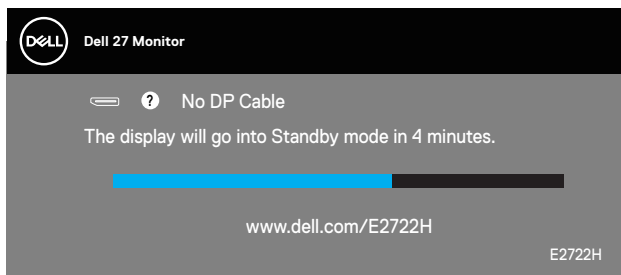 DELL
Dell 27 Monitor
? No DP Cable
The display will go into Standby mode in 4 minutes.
www.dell.com/E2722H
E2722H